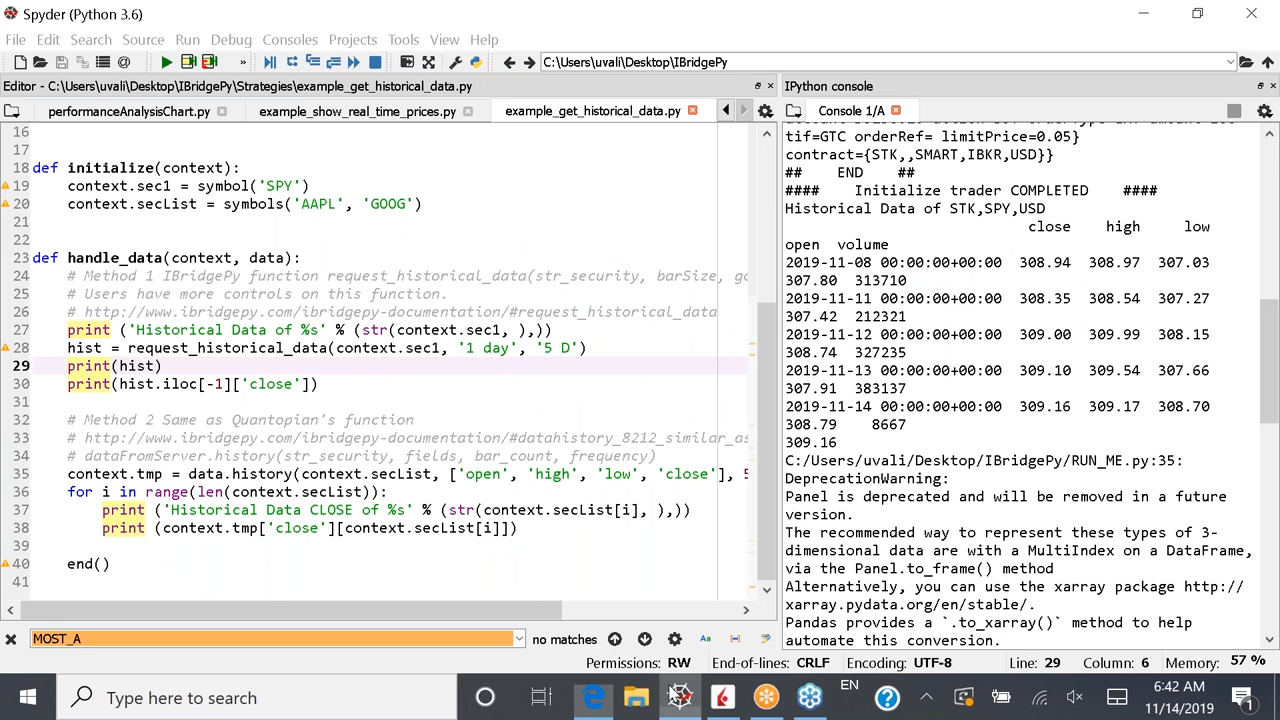 Spyder (Python 3.6)
File Edit Search Source Run Debug Consoles Projects Tools View Help
C:\Users\uvali\Desktop\IBridgePy
Editor - C:\Users\uvali\Desktop\IBridgePy\Strategies\example_get_historical_data.py
performanceAnalysisChart.py example_show_real_time_prices.py example_get_historical_data.py
16
17
18 def initialize(context):
19 context.sec1 = symbol('SPY')
20 context.secList = symbols('AAPL', 'GOOG')
21
22
23 def handle_data(context, data):
24 # Method 1 IBridgePy function request_historical_data(str_security, barSize, go
25 # Users have more controls on this function.
26 # http://www.ibridgepy.com/ibridgepy-documentation/#request_historical_data
27 print ('Historical Data of %s' % (str(context.sec1, ),))
28 hist = request_historical_data(context.sec1, '1 day', '5 D')
29 print(hist)
30 print(hist.iloc[-1]['close'])
31
32 # Method 2 Same as Quantopian's function
33 # http://www.ibridgepy.com/ibridgepy-documentation/#datahistory_8212_similar_as
34 # dataFromServer.history(str_security, fields, bar_count, frequency)
35 context.tmp = data.history(context.secList, ['open', 'high', 'low', 'close'], 5
36 for i in range(len(context.secList)):
37 print ('Historical Data CLOSE of %s' % (str(context.secList[i], ),))
38 print (context.tmp['close'][context.secList[i]])
39
40 end()
41
MOST_A
no matches
IPython console
Console 1/A
tif=GTC orderRef= limitPrice=0.05}
contract={STK,,SMART,IBKR,USD}}
## END ##
#### Initialize trader COMPLETED ####
Historical Data of STK,SPY,USD
close high low
open volume
2019-11-08 00:00:00+00:00 308.94 308.97 307.03
307.80 313710
2019-11-11 00:00:00+00:00 308.35 308.54 307.27
307.42 212321
2019-11-12 00:00:00+00:00 309.00 309.99 308.15
308.74 327235
2019-11-13 00:00:00+00:00 309.10 309.54 307.66
307.91 383137
2019-11-14 00:00:00+00:00 309.16 309.17 308.70
308.79 8667
309.16
C:/Users/uvali/Desktop/IBridgePy/RUN_ME.py:35:
DeprecationWarning:
Panel is deprecated and will be removed in a future
version.
The recommended way to represent these types of 3-
dimensional data are with a MultiIndex on a DataFrame,
via the Panel.to_frame() method
Alternatively, you can use the xarray package http://
xarray.pydata.org/en/stable/.
Pandas provides a `.to_xarray()` method to help
automate this conversion.
Permissions: RW End-of-lines: CRLF Encoding: UTF-8 Line: 29 Column: 6 Memory: 57 %
Type here to search
EN
6:42 AM
11/14/2019
1